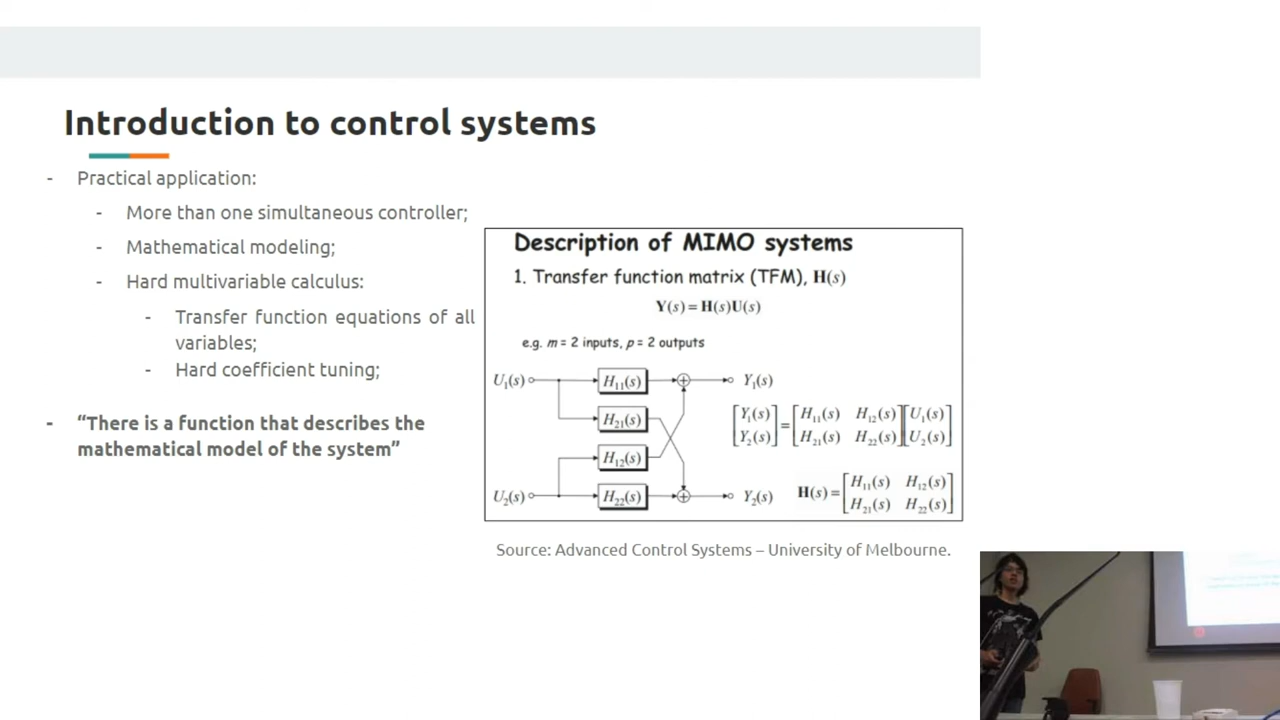 Introduction to control systems
- Practical application:
- More than one simultaneous controller;
- Mathematical modeling;
- Hard multivariable calculus:
- Transfer function equations of all
variables;
- Hard coefficient tuning;
- “There is a function that describes the
mathematical model of the system”
Description of MIMO systems
1. Transfer function matrix (TFM), H(s)
Y(s) = H(s)U(s)
e.g. m = 2 inputs, p = 2 outputs
U₁(s) H₁₁(s) + Y₁(s)
H₂₁(s)
H₁₂(s)
U₂(s) H₂₂(s) + Y₂(s)
[Y₁(s)] = [H₁₁(s) H₁₂(s)] [U₁(s)]
[Y₂(s)] [H₂₁(s) H₂₂(s)] [U₂(s)]
H(s) = [H₁₁(s) H₁₂(s)]
[H₂₁(s) H₂₂(s)]
Source: Advanced Control Systems – University of Melbourne.